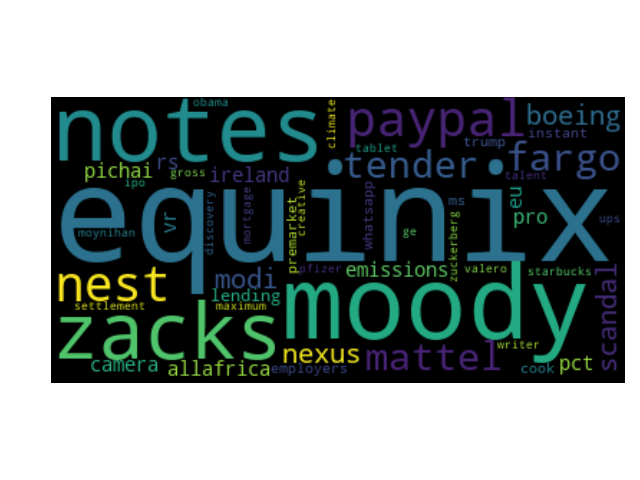 obama
notes
climate
paypal
boeing
instant
trump
tablet
fargo
rs
pichai
gross
ireland
tender
talent
ipo
equinix
vr
discovery
mortgage
creative
premarket
whatsapp
ms
zuckerberg
eu
pro
ups
moynihan
ge
nest
modi
pfizer
emissions
valero
starbucks
lending
settlement
maximum
zacks
moody
scandal
nexus
mattel
writer
camera
allafrica
employers
cook
pct